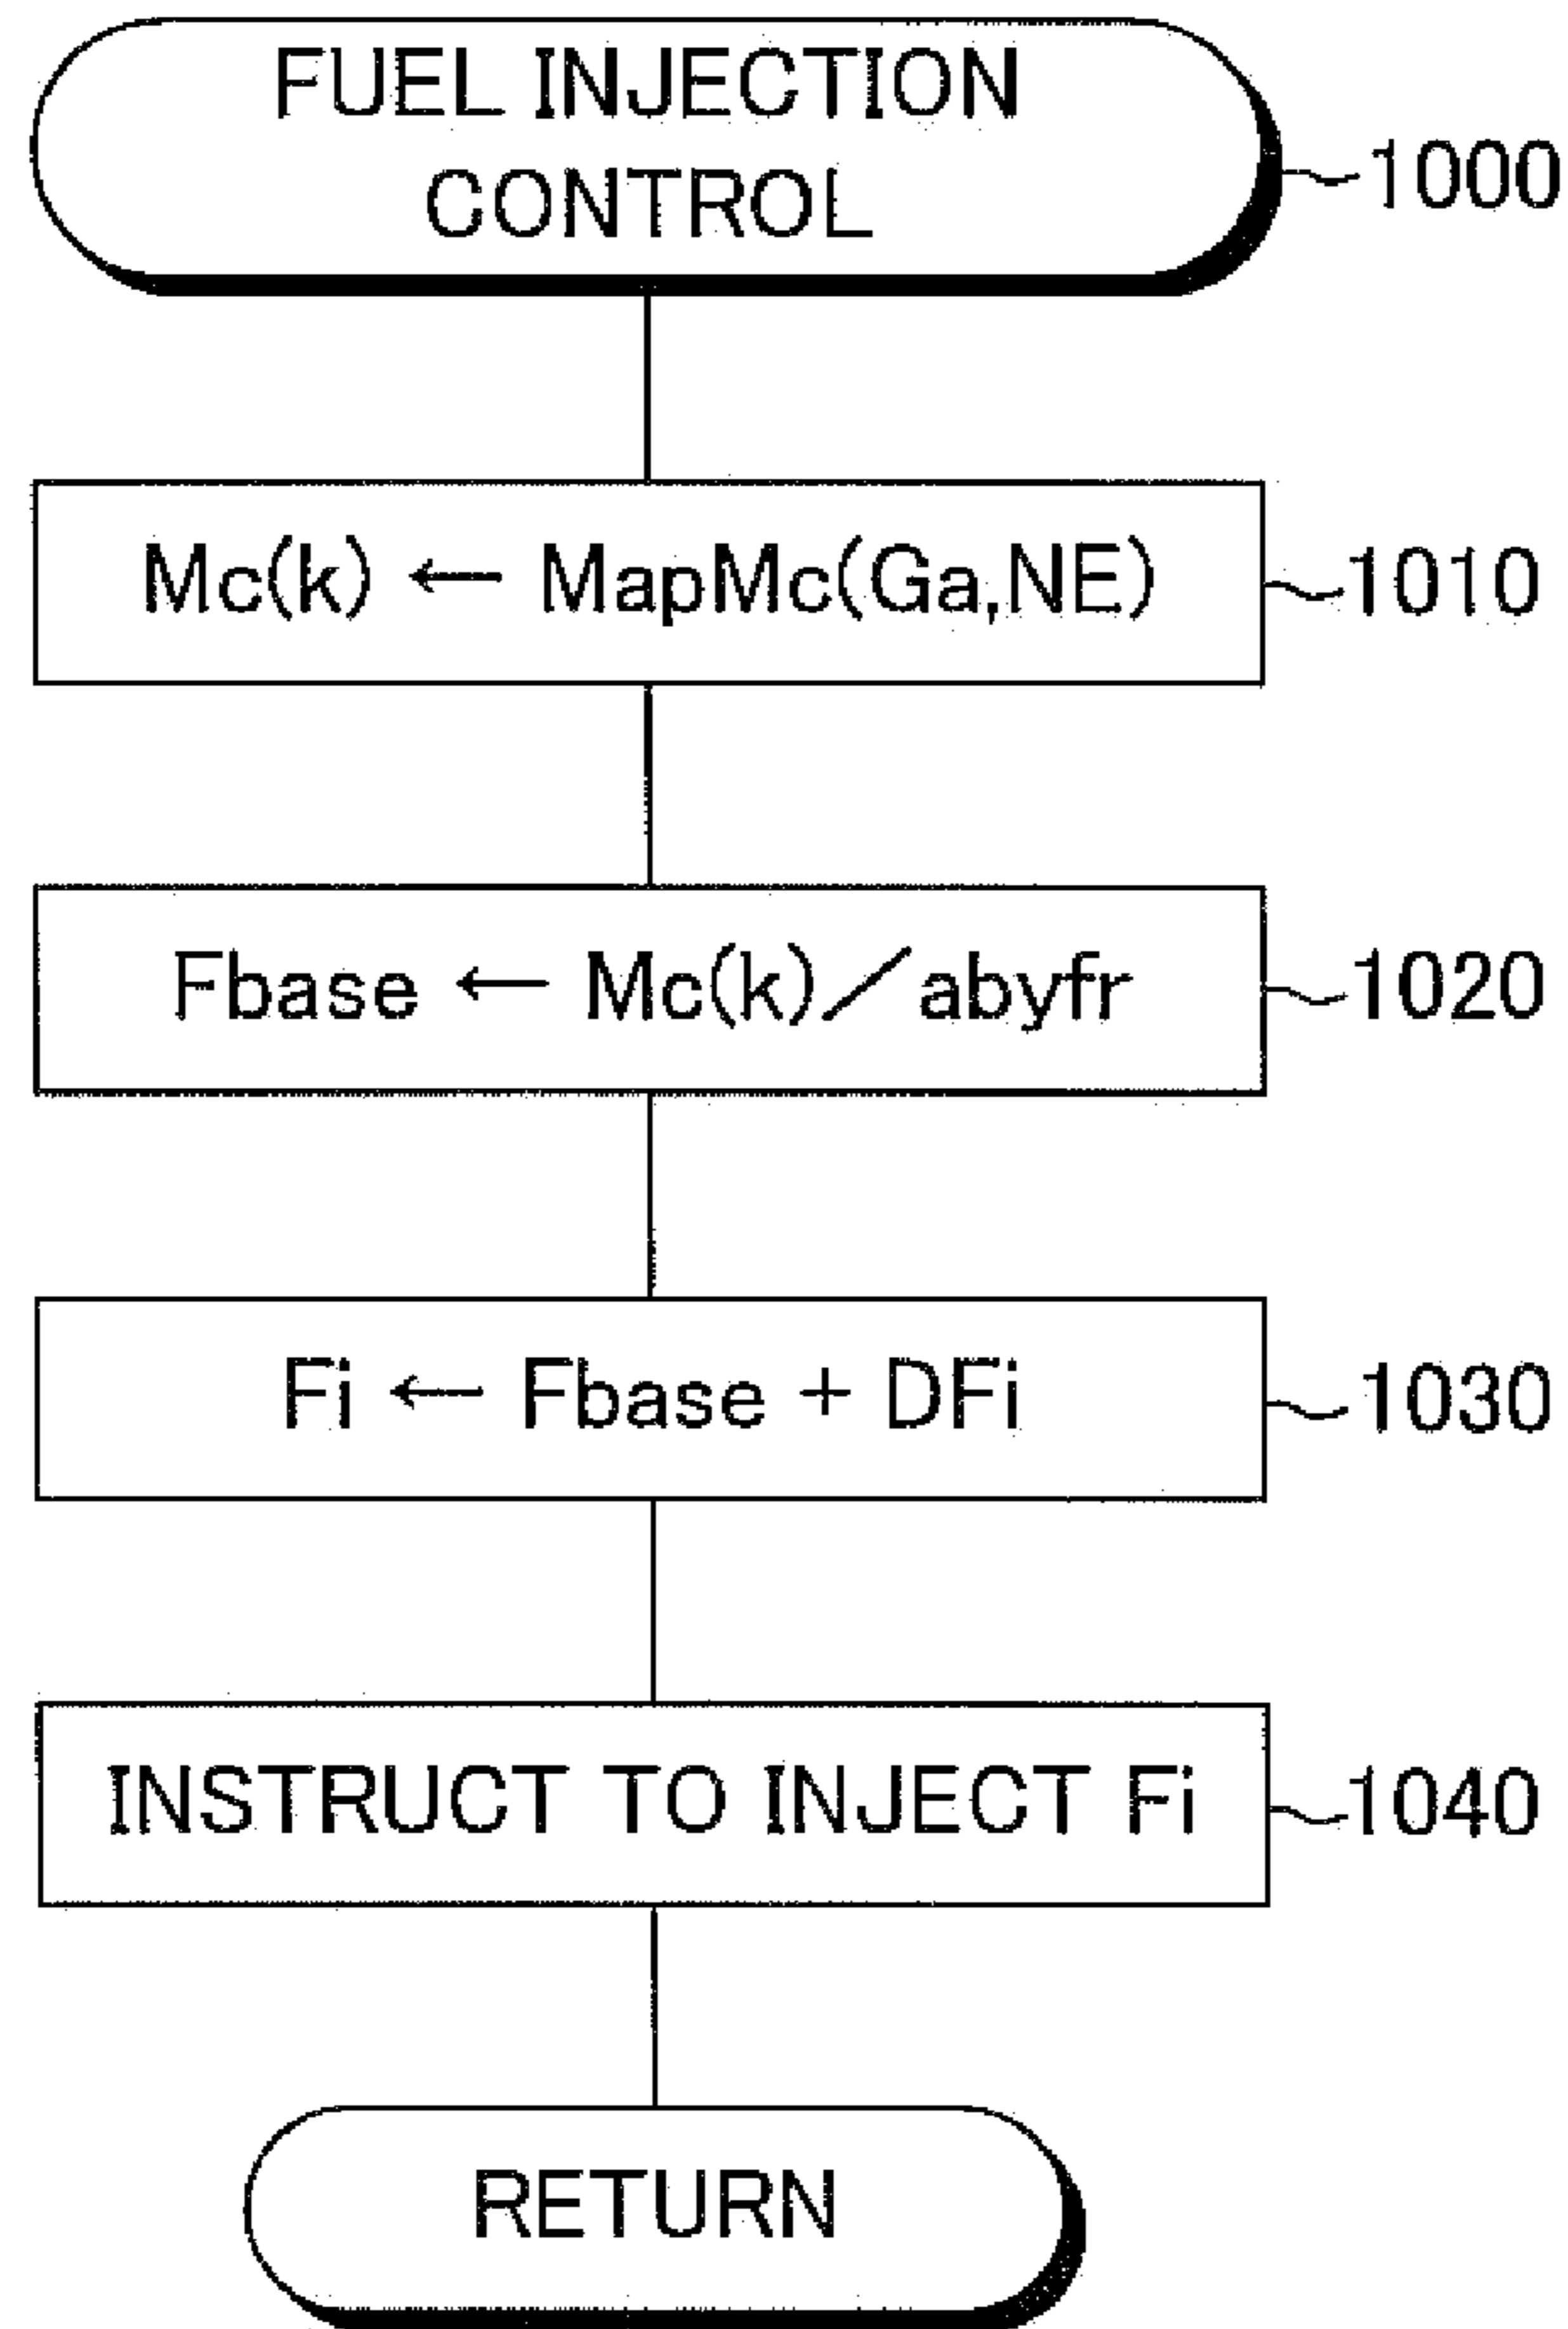 FUEL INJECTION
CONTROL
1000
Mc(k) ← MapMc(Ga,NE)
1010
Fbase ← Mc(k)/abyfr
1020
Fi ← Fbase + DFi
1030
INSTRUCT TO INJECT Fi
1040
RETURN